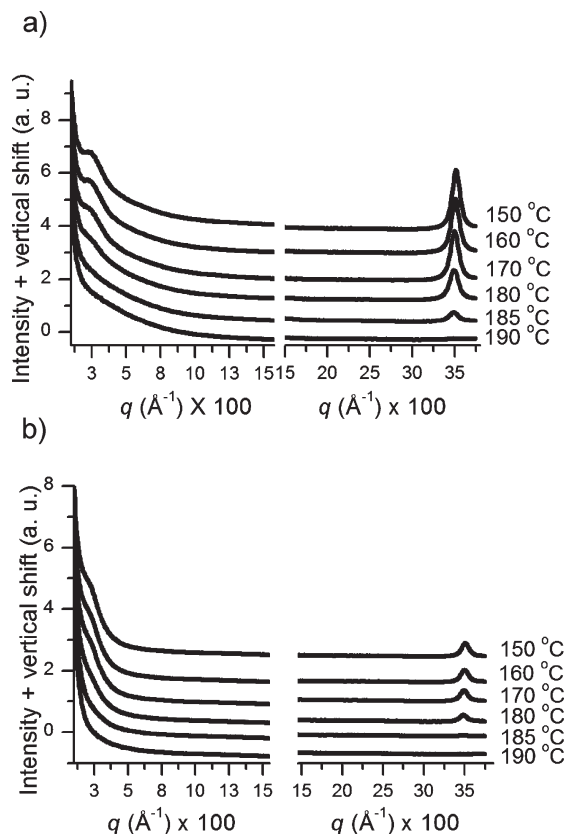 a)
Intensity + vertical shift (a. u.)
8
6
4
2
0
150 °C
160 °C
170 °C
180 °C
185 °C
190 °C
3 5 8 10 13 15
15 20 25 30 35
q (Å⁻¹) X 100
q (Å⁻¹) x 100
b)
Intensity + vertical shift (a. u.)
8
6
4
2
0
150 °C
160 °C
170 °C
180 °C
185 °C
190 °C
3 5 8 10 13 15
15 20 25 30 35
q (Å⁻¹) x 100
q (Å⁻¹) x 100